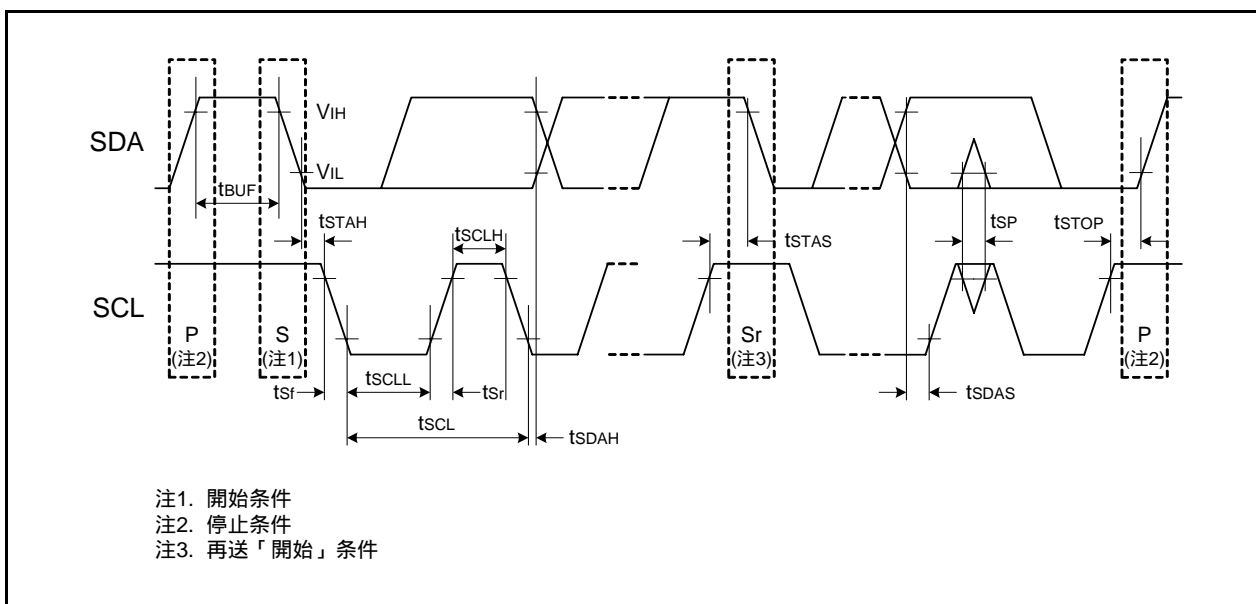 SDA
VIH
VIL
tBUF
tSTAH
tSCLH
tSTAS
tSP
tSTOP
SCL
P
(注2)
S
(注1)
Sr
(注3)
P
(注2)
tSf
tSCLL
tSr
tSDAS
tSCL
tSDAH
注1. 開始条件
注2. 停止条件
注3. 再送「開始」条件